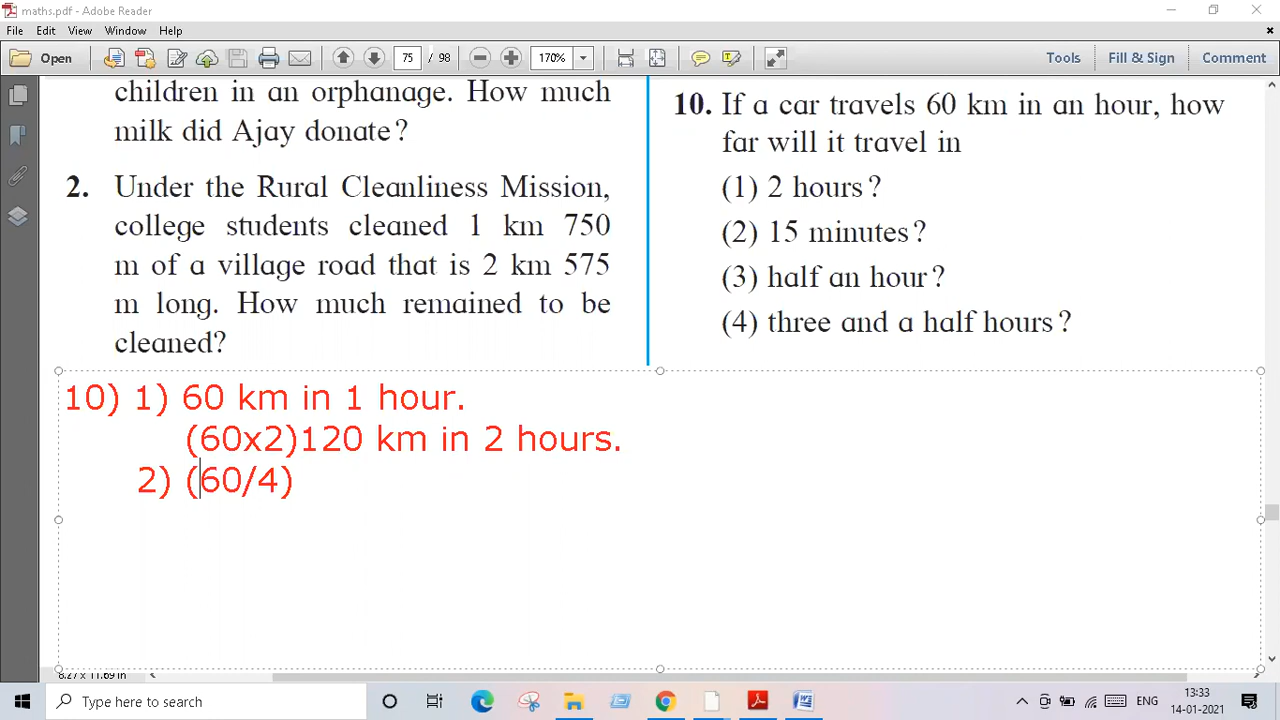 maths.pdf - Adobe Reader
File Edit View Window Help
Open 75 / 98 170% Tools Fill & Sign Comment
children in an orphanage. How much
milk did Ajay donate?
2. Under the Rural Cleanliness Mission,
college students cleaned 1 km 750
m of a village road that is 2 km 575
m long. How much remained to be
cleaned?
10. If a car travels 60 km in an hour, how
far will it travel in
(1) 2 hours?
(2) 15 minutes?
(3) half an hour?
(4) three and a half hours?
10) 1) 60 km in 1 hour.
(60x2)120 km in 2 hours.
2) (60/4)
8.27 x 11.69 in
Type here to search
ENG
13:33
14-01-2021